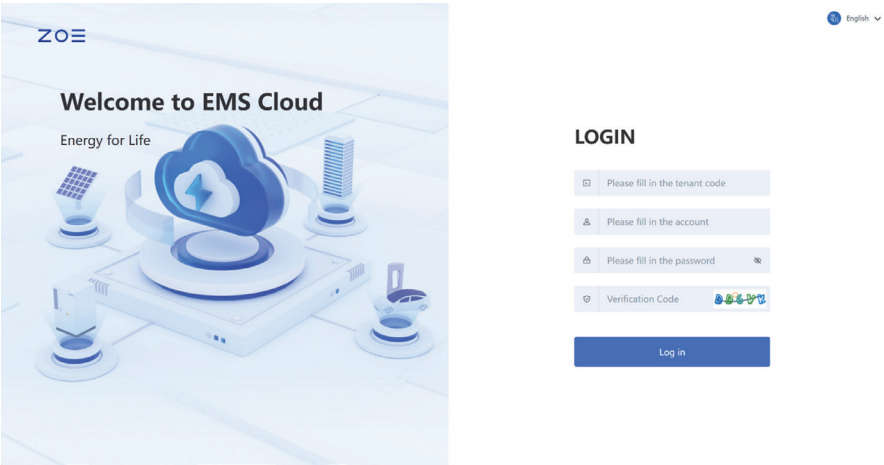 ZOE
English
Welcome to EMS Cloud
Energy for Life
LOGIN
Please fill in the tenant code
Please fill in the account
Please fill in the password
Verification Code
Log in